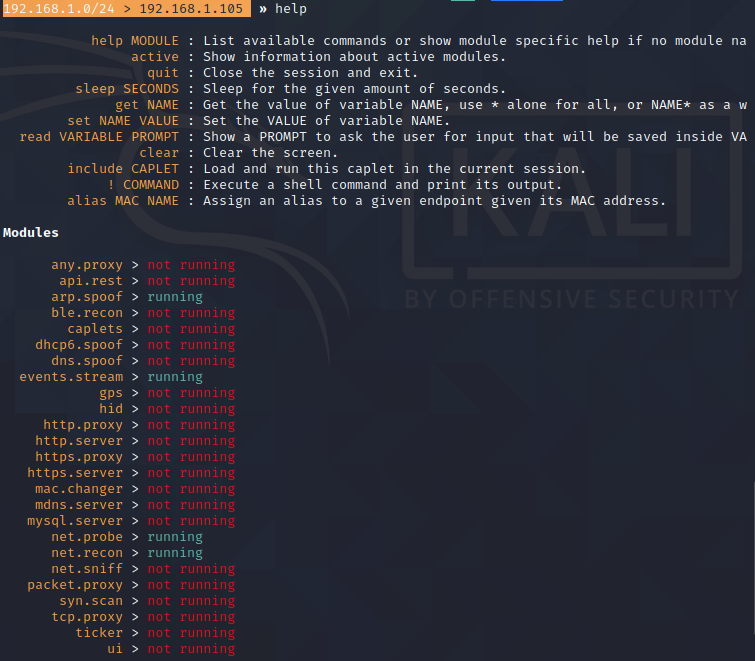 192.168.1.0/24 > 192.168.1.105 » help
help MODULE : List available commands or show module specific help if no module na
active : Show information about active modules.
quit : Close the session and exit.
sleep SECONDS : Sleep for the given amount of seconds.
get NAME : Get the value of variable NAME, use * alone for all, or NAME* as a w
set NAME VALUE : Set the VALUE of variable NAME.
read VARIABLE PROMPT : Show a PROMPT to ask the user for input that will be saved inside VA
clear : Clear the screen.
include CAPLET : Load and run this caplet in the current session.
! COMMAND : Execute a shell command and print its output.
alias MAC NAME : Assign an alias to a given endpoint given its MAC address.
KALI
BY OFFENSIVE SECURITY
Modules
any.proxy > not running
api.rest > not running
arp.spoof > running
ble.recon > not running
caplets > not running
dhcp6.spoof > not running
dns.spoof > not running
events.stream > running
gps > not running
hid > not running
http.proxy > not running
http.server > not running
https.proxy > not running
https.server > not running
mac.changer > not running
mdns.server > not running
mysql.server > not running
net.probe > running
net.recon > running
net.sniff > not running
packet.proxy > not running
syn.scan > not running
tcp.proxy > not running
ticker > not running
ui > not running